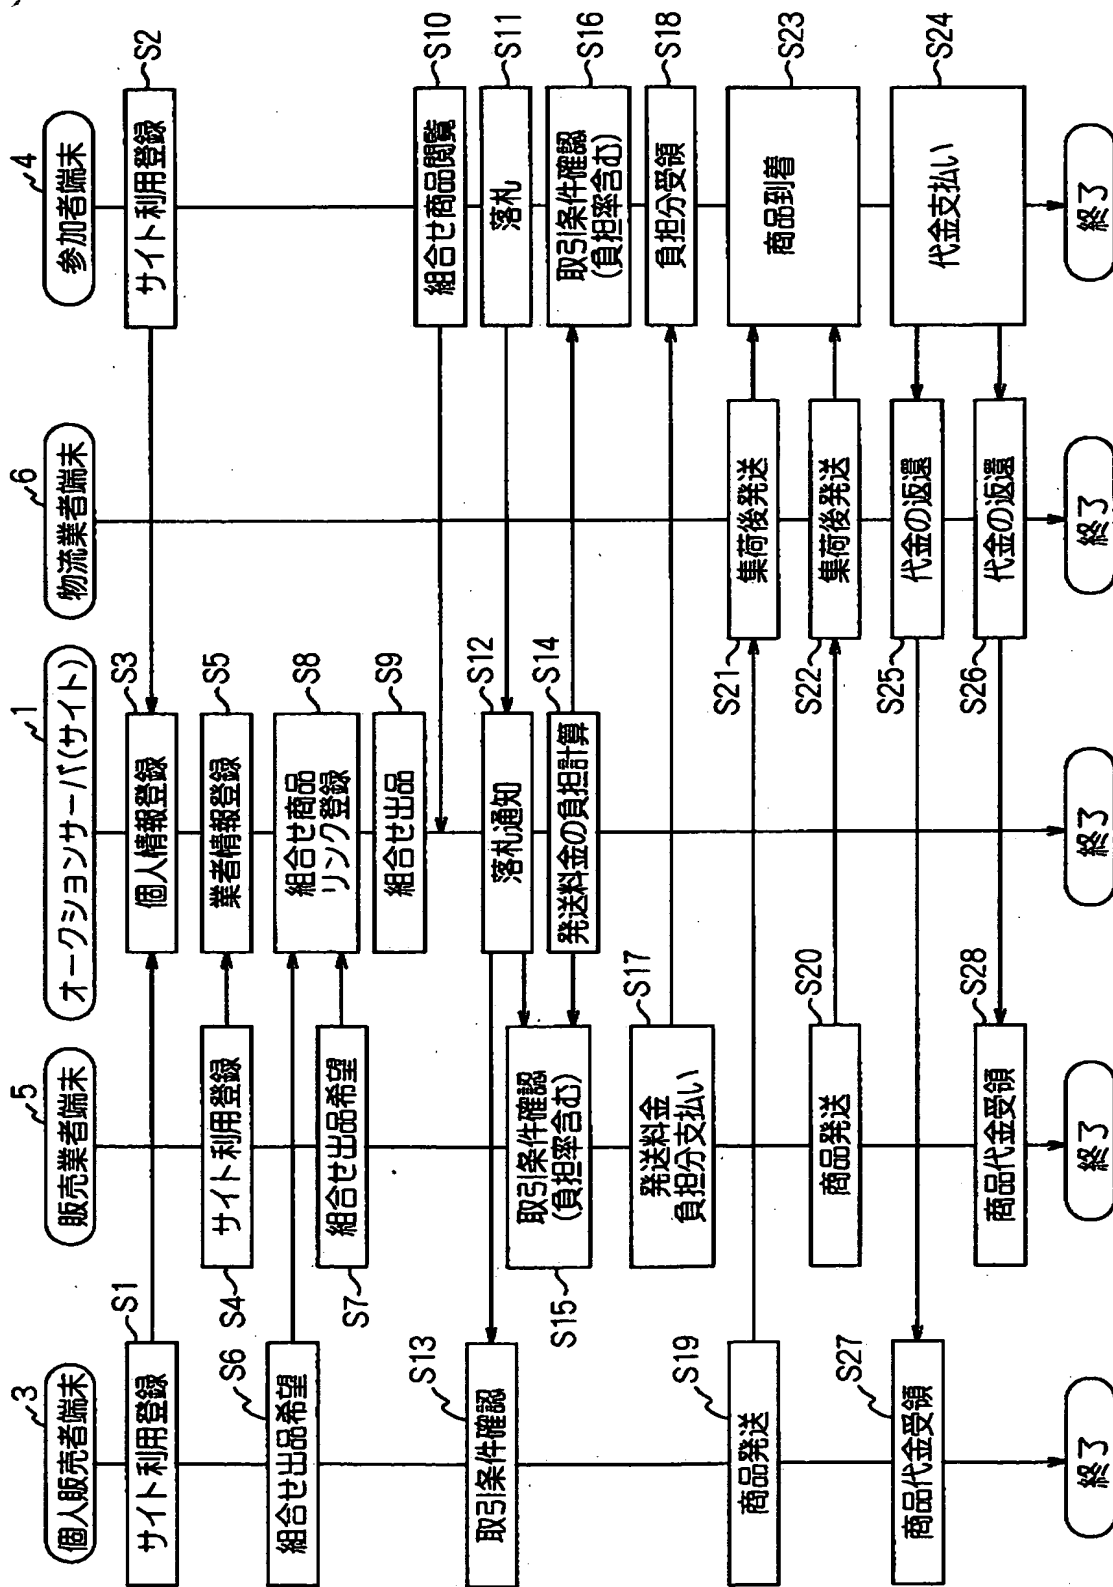 3
個人販売者端末
5
販売業者端末
1
オークションサーバ(サイト)
6
物流業者端末
4
参加者端末
S1
サイト利用登録
S2
サイト利用登録
S3
個人情報登録
S4
サイト利用登録
S5
業者情報登録
S6
組合せ出品希望
S7
組合せ出品希望
S8
組合せ商品
リンク登録
S9
組合せ出品
S10
組合せ商品閲覧
S11
落札
S12
落札通知
S13
取引条件確認
S14
発送料金の負担計算
S15
取引条件確認
(負担率含む)
S16
取引条件確認
(負担率含む)
S17
発送料金
負担分支払い
S18
負担分受領
S19
商品発送
S20
商品発送
S21
集荷後発送
S22
集荷後発送
S23
商品到着
S24
代金支払い
S25
代金の返還
S26
代金の返還
S27
商品代金受領
S28
商品代金受領
終了
終了
終了
終了
終了